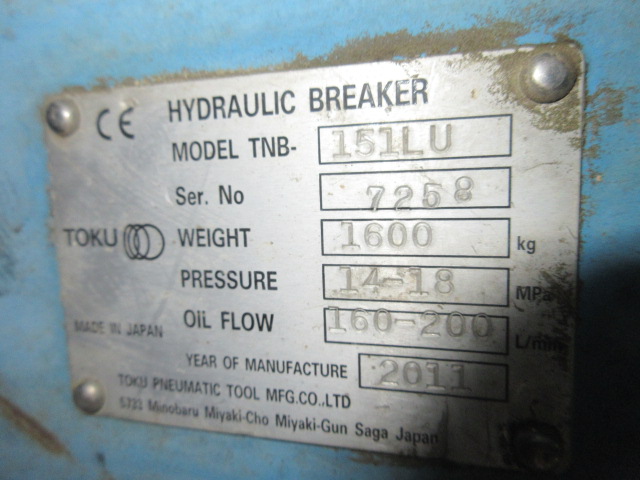 CE HYDRAULIC BREAKER
MODEL TNB- 151LU
Ser. No 7258
TOKU WEIGHT 1600 kg
PRESSURE 14-18 MPa
MADE IN JAPAN OiL FLOW 160-200 L/min
YEAR OF MANUFACTURE 2011
TOKU PNEUMATIC TOOL MFG.CO.,LTD
5733 Minobaru Miyaki-Cho Miyaki-Gun Saga Japan